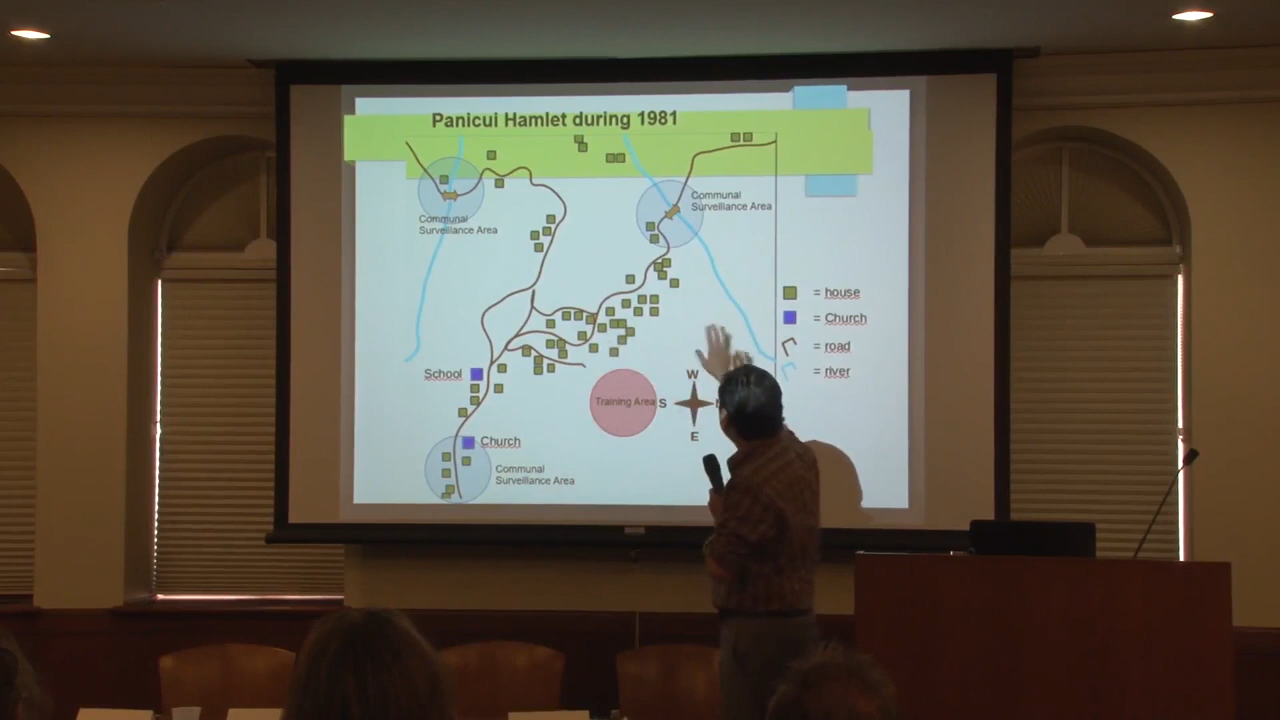 Panicui Hamlet during 1981
Communal
Surveillance Area
Communal
Surveillance Area
= house
= Church
= road
= river
School
W
Training Area
S
E
Church
Communal
Surveillance Area